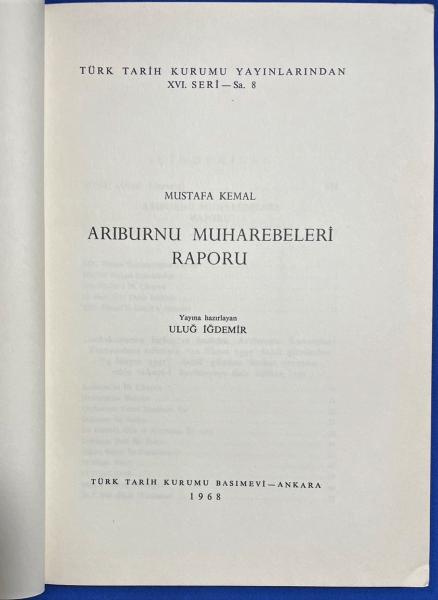 TÜRK TARİH KURUMU YAYINLARINDAN
XVI. SERİ — Sa. 8
MUSTAFA KEMAL
ARIBURNU MUHAREBELERİ
RAPORU
Yayına hazırlayan
ULUĞ İĞDEMİR
TÜRK TARİH KURUMU BASIMEVİ — ANKARA
1968